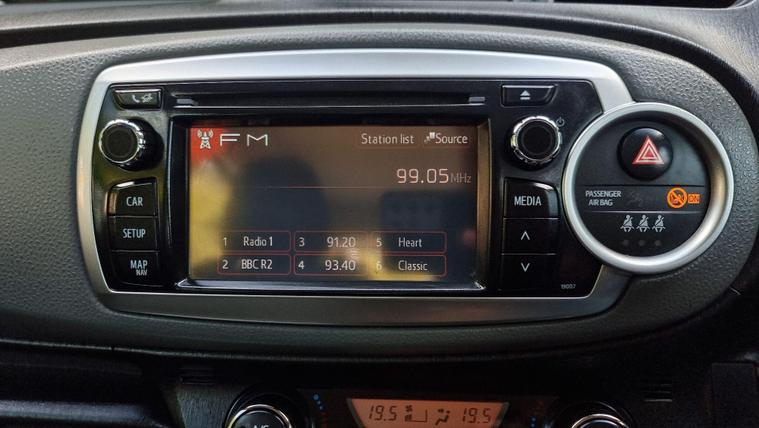 FM Station list Source
99.05MHz
1 Radio 1 3 91.20 5 Heart
2 BBC R2 4 93.40 6 Classic
CAR
SETUP
MAP
NAV
MEDIA
19007
PASSENGER
AIR BAG
ON
19.5 19.5
A/C